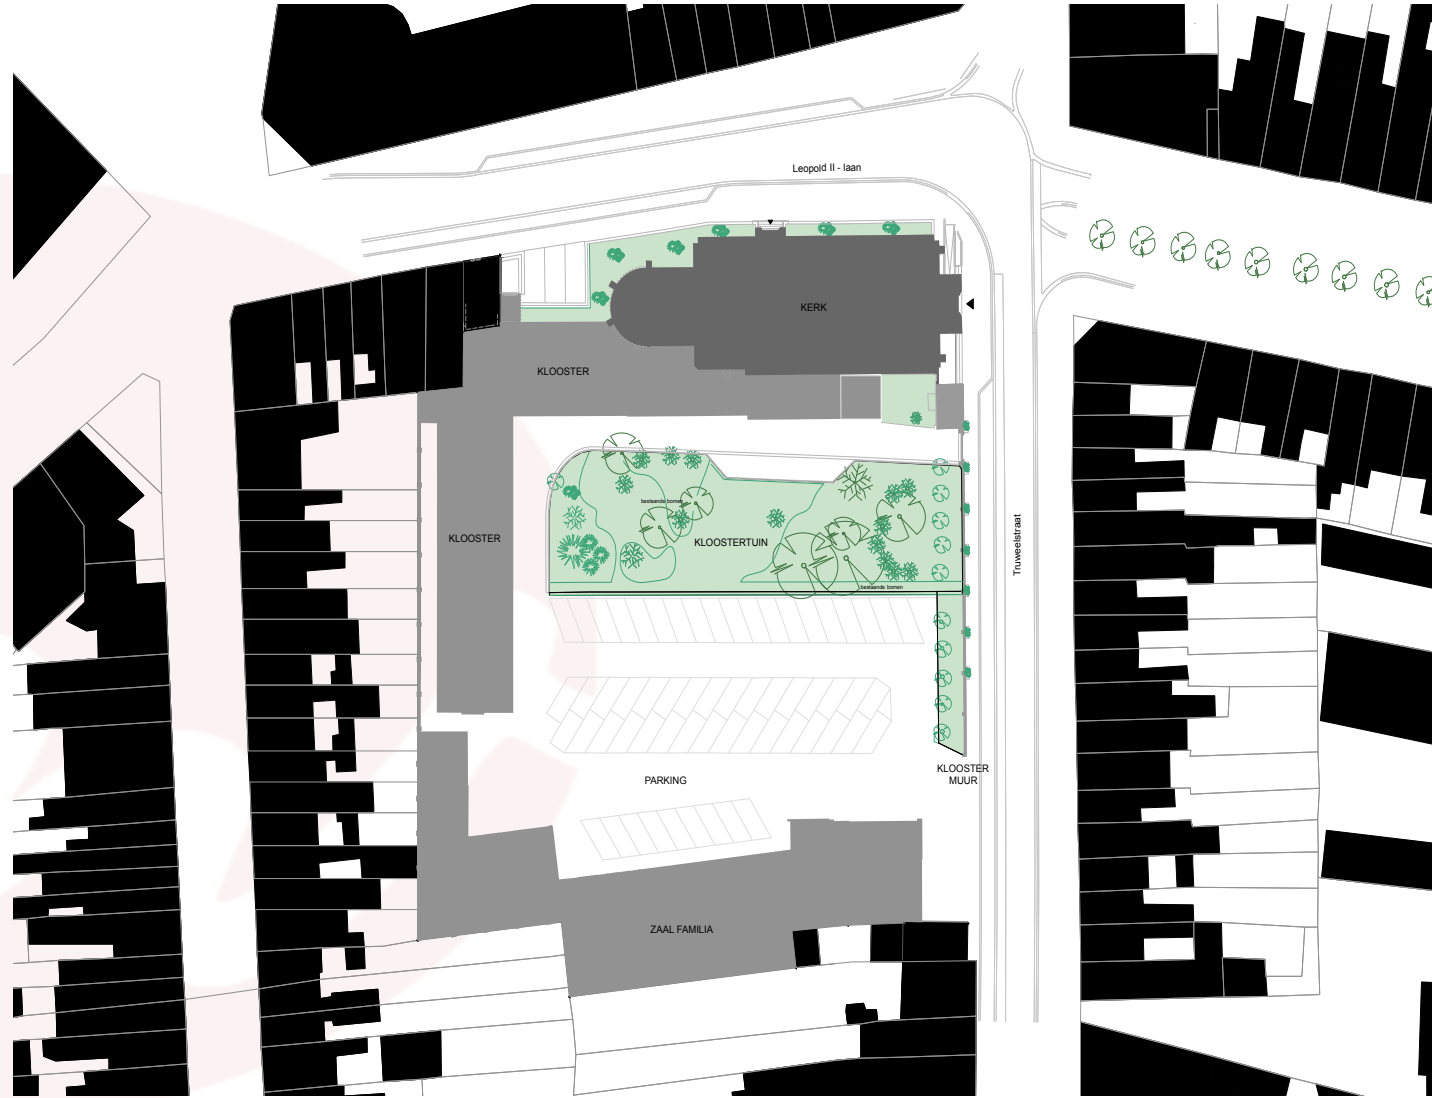 Leopold II - laan
KERK
KLOOSTER
bestaande bomen
KLOOSTER
KLOOSTERTUIN
Truweelstraat
bestaande bomen
KLOOSTER
MUUR
PARKING
ZAAL FAMILIA